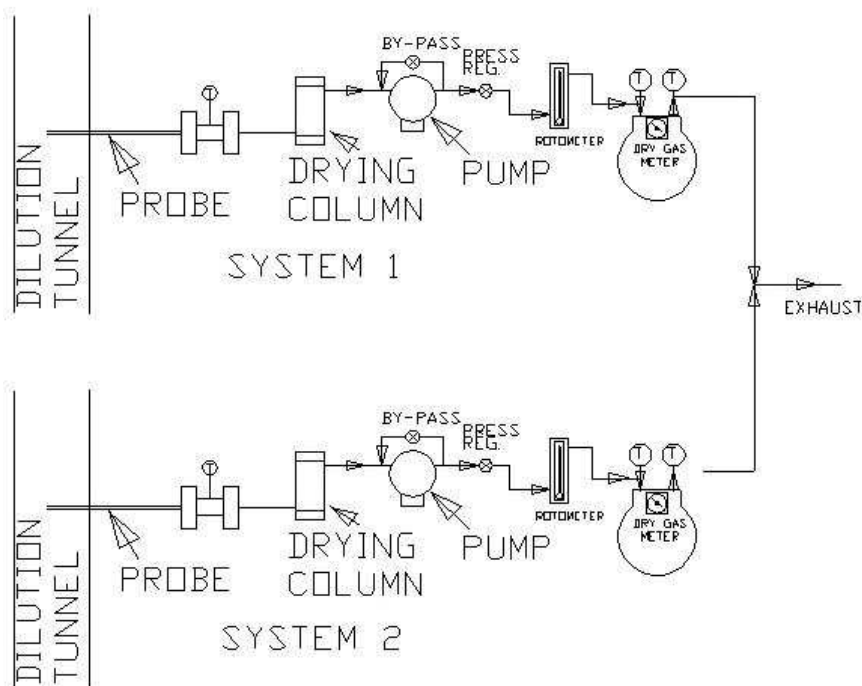 DILUTION
TUNNEL
PROBE
T
DRYING
COLUMN
BY-PASS
PUMP
PRESS
REG.
ROTOMETER
T T
DRY GAS
METER
SYSTEM 1
EXHAUST
DILUTION
TUNNEL
PROBE
T
DRYING
COLUMN
BY-PASS
PUMP
PRESS
REG.
ROTOMETER
T T
DRY GAS
METER
SYSTEM 2